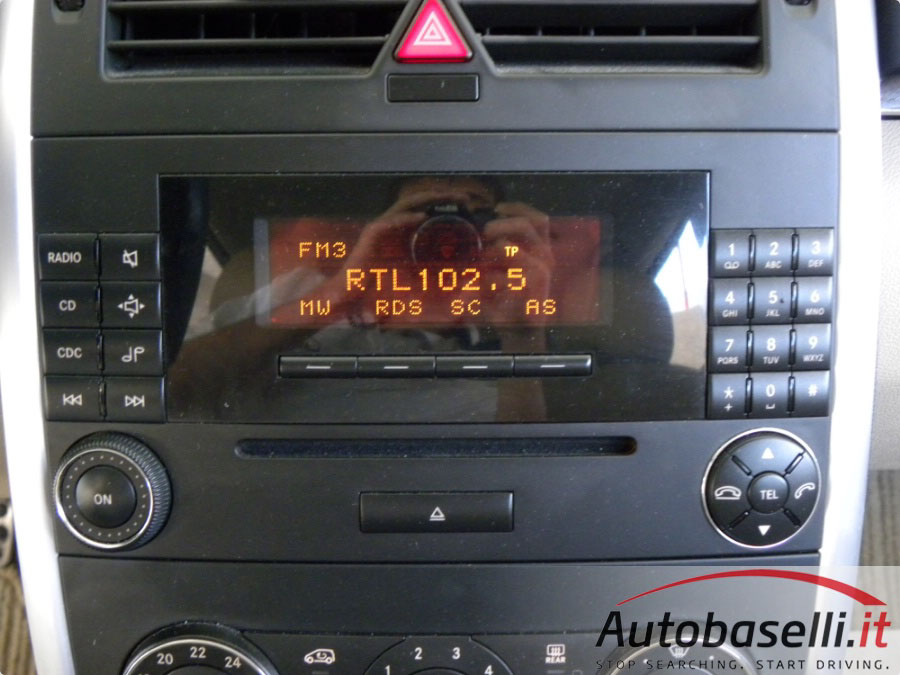 FM3 TP
RTL102.5
MW RDS SC AS
RADIO
CD
CDC
1 2 ABC 3 DEF
4 GHI 5 JKL 6 MNO
7 PQRS 8 TUV 9 WXYZ
* + 0 #
ON
TEL
20 22 24
1 2 3 4
REAR
Autobaselli.it
STOP SEARCHING. START DRIVING.